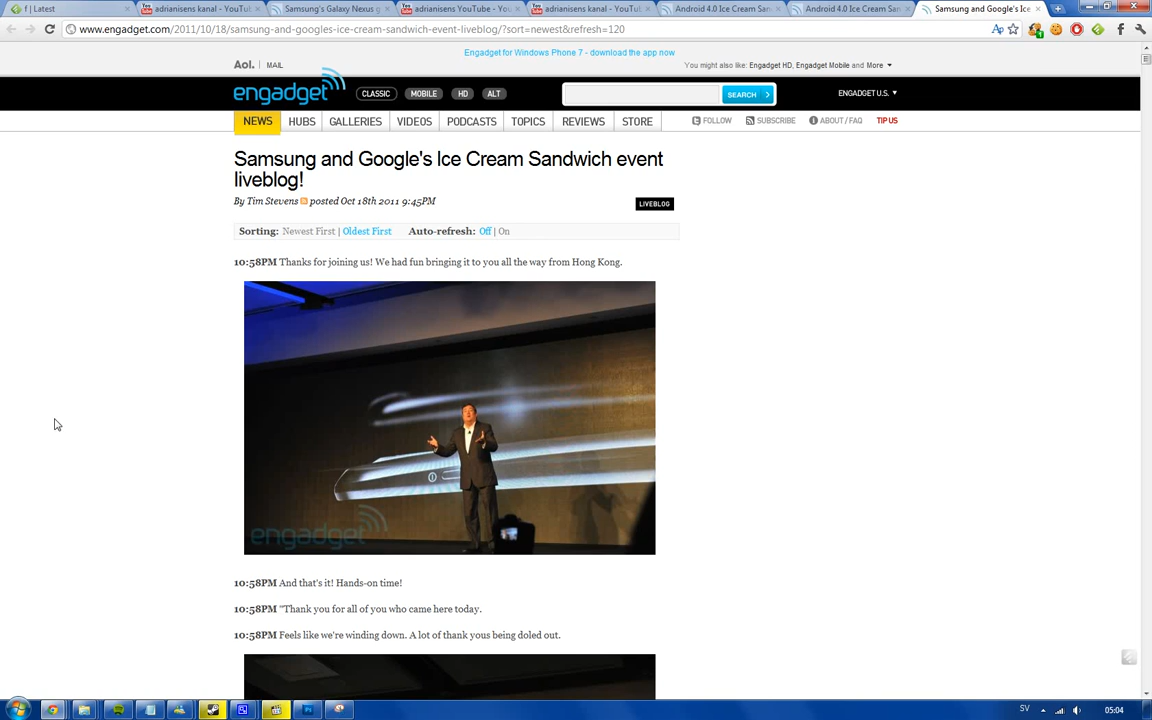 f | Latest
adrianisens kanal - YouTu
Samsung's Galaxy Nexus g
adrianisens YouTube - You
adrianisens kanal - YouTu
Android 4.0 Ice Cream San
Android 4.0 Ice Cream San
Samsung and Google's Ice
www.engadget.com/2011/10/18/samsung-and-googles-ice-cream-sandwich-event-liveblog/?sort=newest&refresh=120
Engadget for Windows Phone 7 - download the app now
Aol. | MAIL
You might also like: Engadget HD, Engadget Mobile and More
engadget
CLASSIC MOBILE HD ALT
SEARCH
ENGADGET U.S.
NEWS HUBS GALLERIES VIDEOS PODCASTS TOPICS REVIEWS STORE
FOLLOW SUBSCRIBE ABOUT / FAQ TIP US
Samsung and Google's Ice Cream Sandwich event
liveblog!
By Tim Stevens posted Oct 18th 2011 9:45PM
LIVEBLOG
Sorting: Newest First | Oldest First Auto-refresh: Off | On
10:58PM Thanks for joining us! We had fun bringing it to you all the way from Hong Kong.
engadget
10:58PM And that's it! Hands-on time!
10:58PM "Thank you for all of you who came here today.
10:58PM Feels like we're winding down. A lot of thank yous being doled out.
SV
05:04